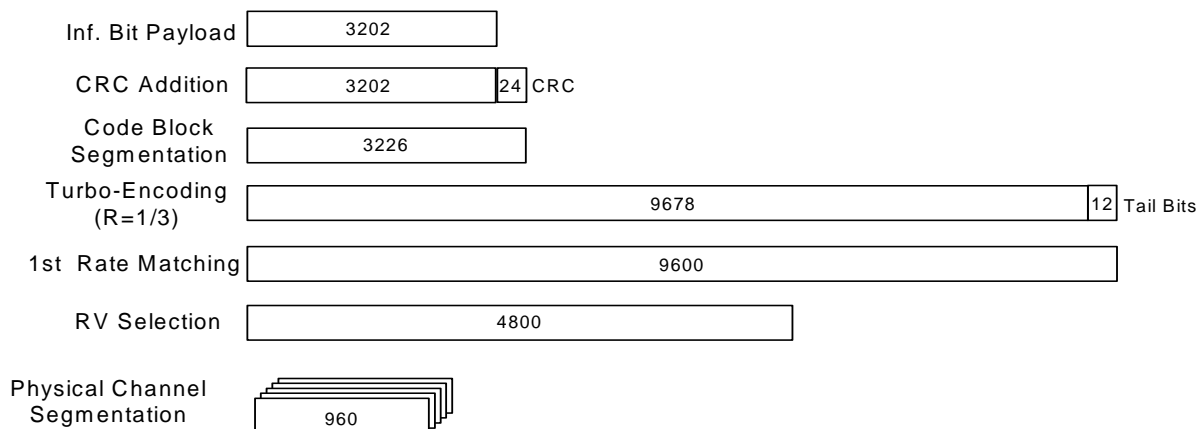 Inf. Bit Payload 3202
CRC Addition 3202 24 CRC
Code Block
Segmentation 3226
Turbo-Encoding
(R=1/3) 9678 12 Tail Bits
1st Rate Matching 9600
RV Selection 4800
Physical Channel
Segmentation 960